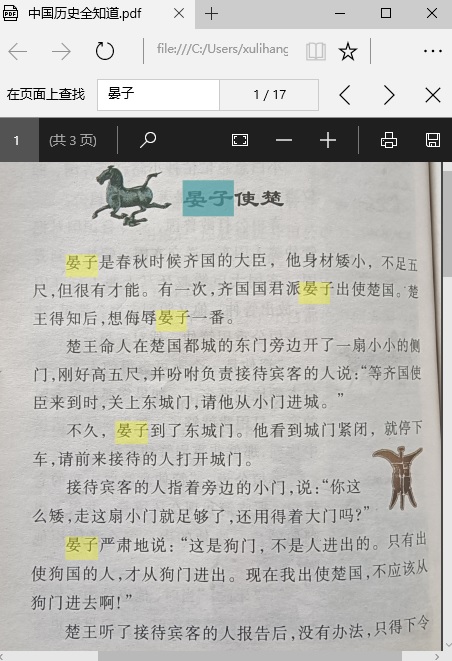 中国历史全知道.pdf
file:///C:/Users/xulihang
在页面上查找
晏子
1 / 17
1
(共 3 页)
晏子使楚
晏子是春秋时候齐国的大臣，他身材矮小，不足五
尺，但很有才能。有一次，齐国国君派晏子出使楚国。楚
王得知后，想侮辱晏子一番。
楚王命人在楚国都城的东门旁边开了一扇小小的侧
门，刚好高五尺，并吩咐负责接待宾客的人说：“等齐国使
臣来到时，关上东城门，请他从小门进城。”
不久，晏子到了东城门。他看到城门紧闭，就停下
车，请前来接待的人打开城门。
接待宾客的人指着旁边的小门，说：“你这
么矮，走这扇小门就足够了，还用得着大门吗？”
晏子严肃地说：“这是狗门，不是人进出的。只有出
使狗国的人，才从狗门进出。现在我出使楚国，不应该从
狗门进去啊！”
楚王听了接待宾客的人报告后，没有办法，只得下令